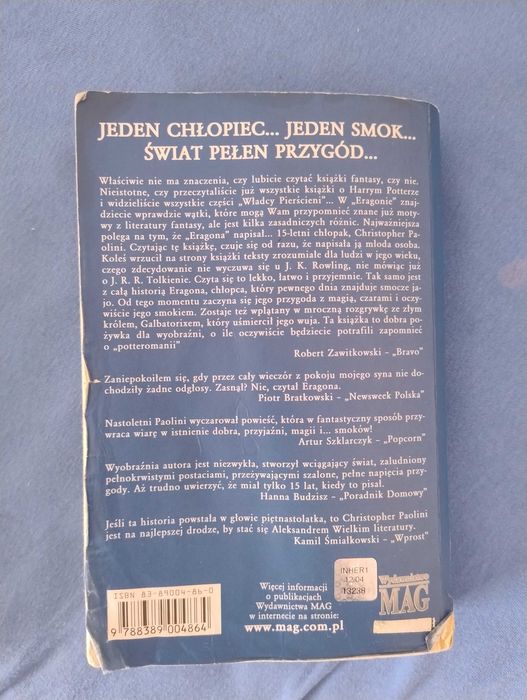 JEDEN CHŁOPIEC... JEDEN SMOK...
ŚWIAT PEŁEN PRZYGÓD...
Właściwie nie ma znaczenia, czy lubicie czytać książki fantasy, czy nie.
Nieistotne, czy przeczytaliście już wszystkie książki o Harrym Potterze
i widzieliście wszystkie części „Władcy Pierścieni"... W „Eragonie" znaj-
dziecie wprawdzie wątki, które mogą Wam przypomnieć znane już moty-
wy z literatury fantasy, ale jest kilka zasadniczych różnic. Najważniejsza
polega na tym, że „Eragona" napisał... 15-letni chłopak, Christopher Pa-
olini. Czytając tę książkę, czuje się od razu, że napisała ją młoda osoba.
Koleś wrzucił na strony książki teksty zrozumiałe dla ludzi w jego wieku,
czego zdecydowanie nie wyczuwa się u J. K. Rowling, nie mówiąc już
o J. R. R. Tolkienie. Czyta się to lekko, łatwo i przyjemnie. Tak samo jest
z całą historią Eragona, chłopca, który pewnego dnia znajduje smocze ja-
jo. Od tego momentu zaczyna się jego przygoda z magią, czarami i oczy-
wiście jego smokiem. Zostaje też wplątany w mroczną rozgrywkę ze złym
królem, Galbatorixem, który uśmiercił jego wuja. Ta książka to dobra po-
żywka dla wyobraźni, o ile oczywiście będziecie potrafili zapomnieć
o „potteromanii"
Robert Zawitkowski – „Bravo"
Zaniepokoiłem się, gdy przez cały wieczór z pokoju mojego syna nie do-
chodziły żadne odgłosy. Zasnął? Nie, czytał Eragona.
Piotr Bratkowski – „Newsweek Polska"
Nastoletni Paolini wyczarował powieść, która w fantastyczny sposób przy-
wraca wiarę w istnienie dobra, przyjaźni, magii i... smoków!
Artur Szklarczyk – „Popcorn"
Wyobraźnia autora jest niezwykła, stworzył wciągający świat, zaludniony
pełnokrwistymi postaciami, przeżywającymi szalone, pełne napięcia przy-
gody. Aż trudno uwierzyć, że miał tylko 15 lat, kiedy to pisał.
Hanna Budzisz – „Poradnik Domowy"
Jeśli ta historia powstała w głowie piętnastolatka, to Christopher Paolini
jest na najlepszej drodze, by stać się Aleksandrem Wielkim literatury.
Kamil Śmiałkowski – „Wprost"
ISBN 83-89004-86-0
9 788389 004864
Więcej informacji
o publikacjach
Wydawnictwa MAG
w internecie na stronie:
www.mag.com.pl
INHER1
12/04
13238
Wydawnictwo
MAG